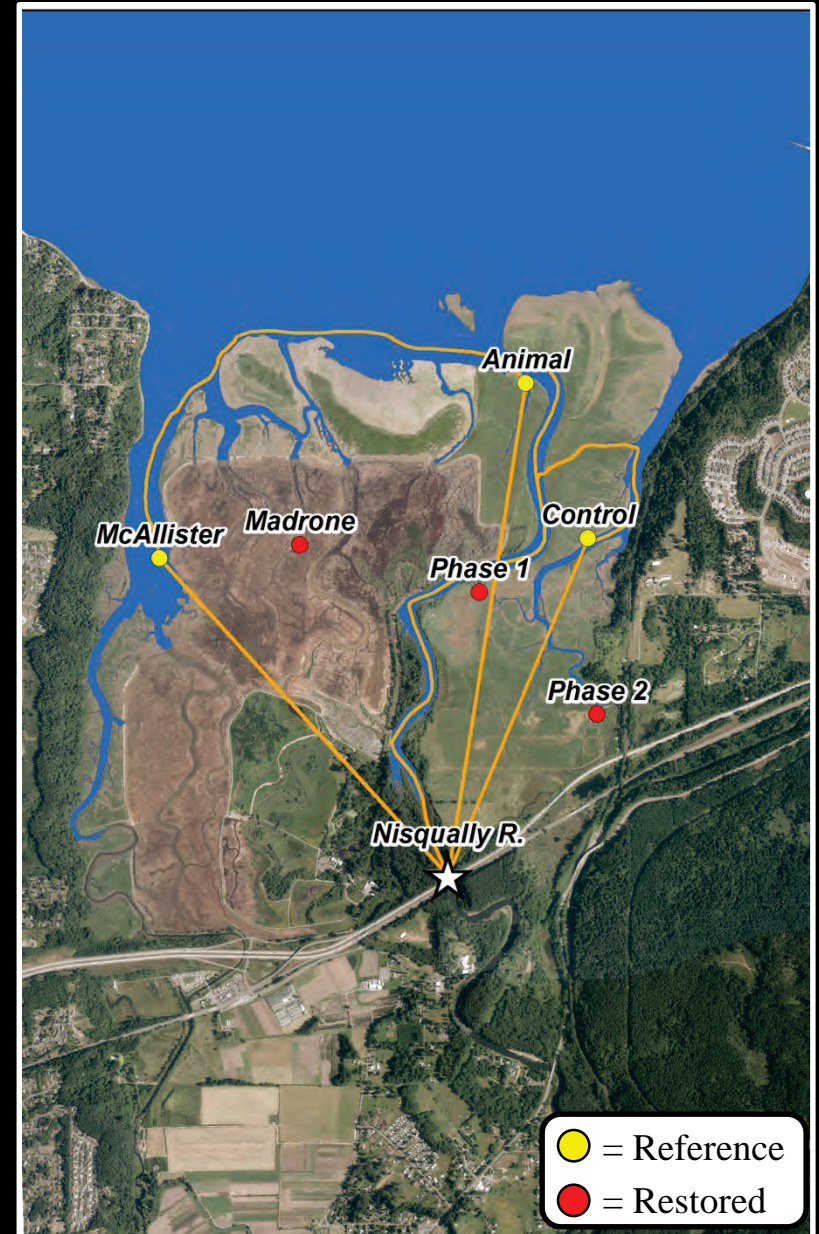 Animal
McAllister
Madrone
Control
Phase 1
Phase 2
Nisqually R.
= Reference
= Restored